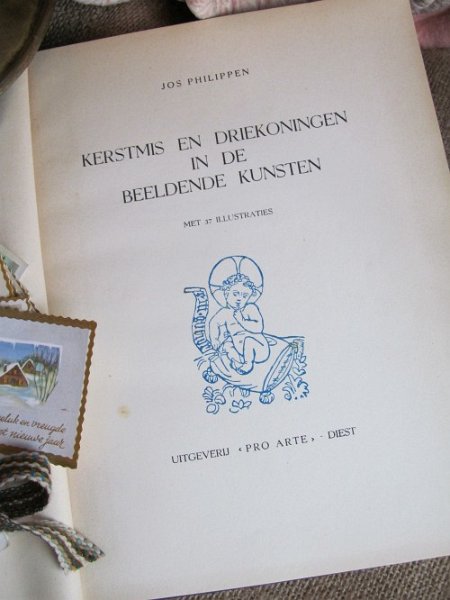 JOS PHILIPPEN
KERSTMIS EN DRIEKONINGEN
IN DE
BEELDENDE KUNSTEN
MET 37 ILLUSTRATIES
UITGEVERIJ «PRO ARTE» - DIEST
en vreugde
nieuwe jaar